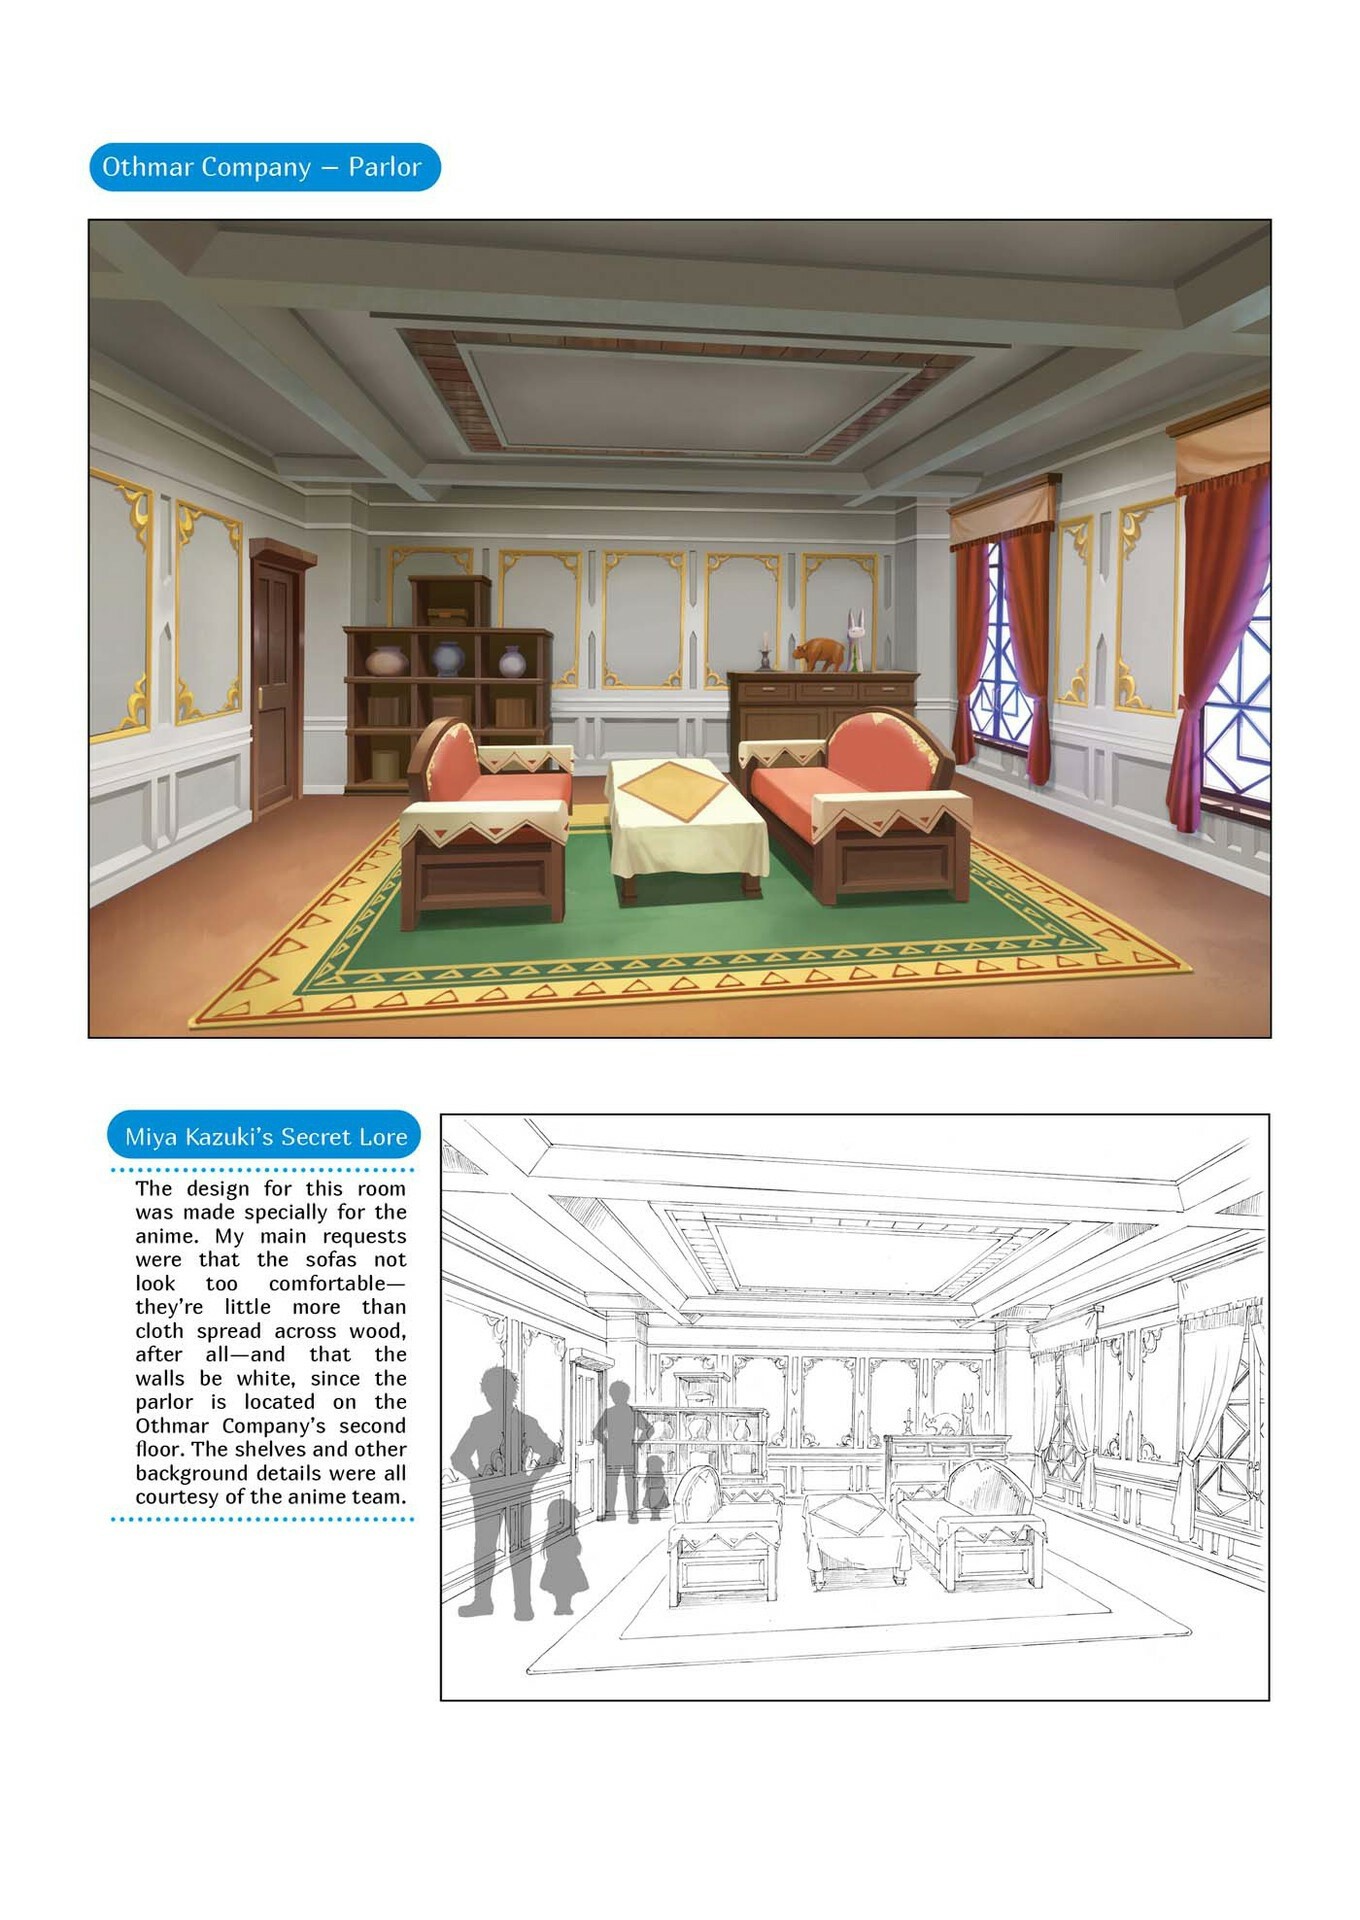 Othmar Company – Parlor
Miya Kazuki's Secret Lore
The design for this room
was made specially for the
anime. My main requests
were that the sofas not
look too comfortable—
they're little more than
cloth spread across wood,
after all—and that the
walls be white, since the
parlor is located on the
Othmar Company's second
floor. The shelves and other
background details were all
courtesy of the anime team.